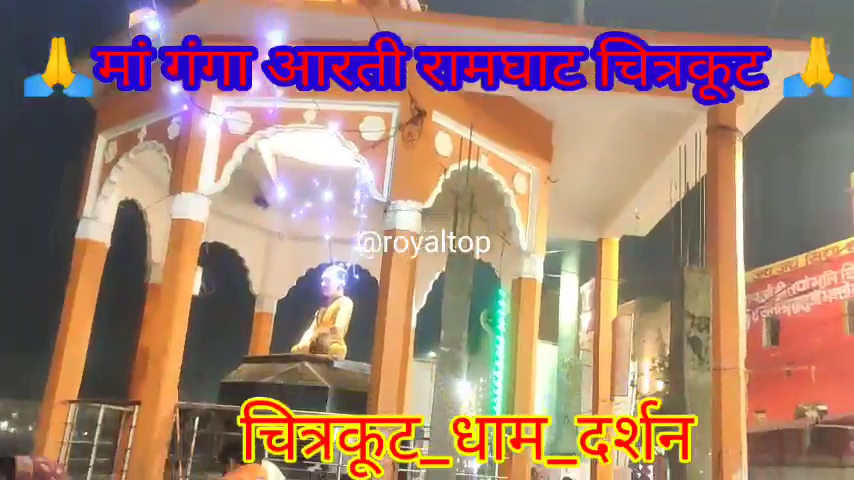 🙏मां गंगा आरती रामघाट चित्रकूट 🙏
@royaltop
चित्रकूट_धाम_दर्शन